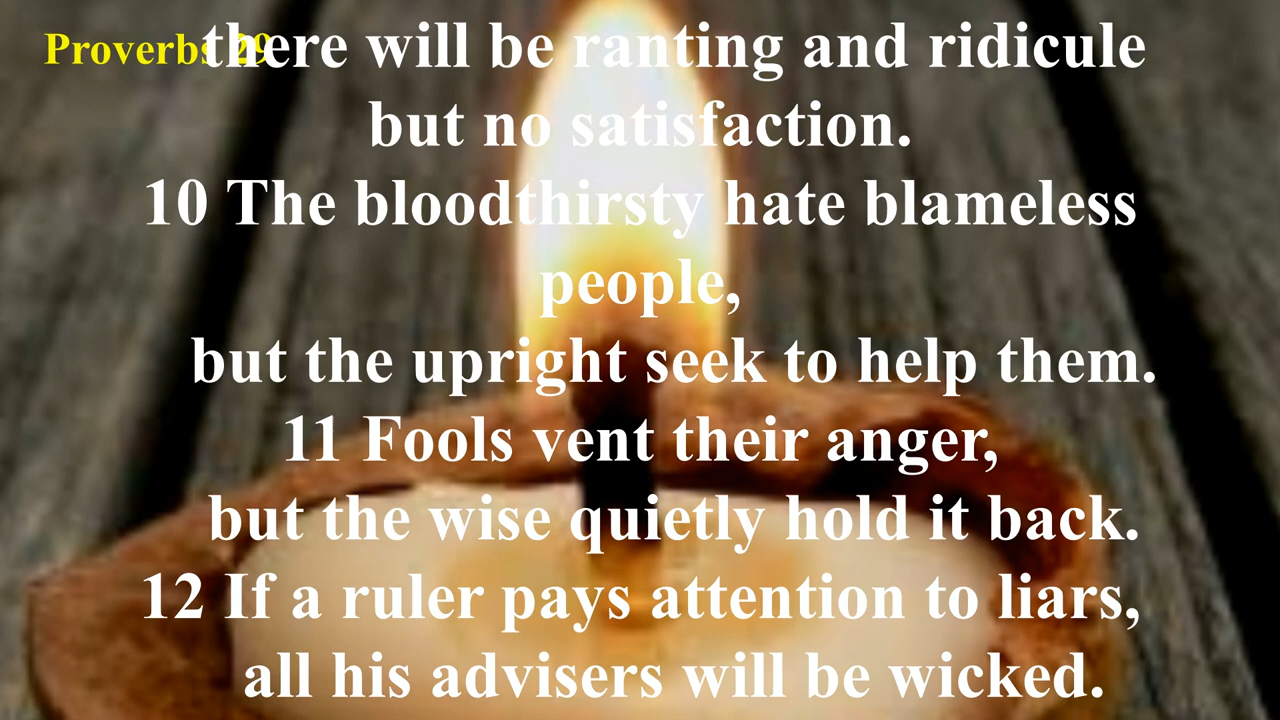 Proverbs 29
there will be ranting and ridicule
but no satisfaction.
10 The bloodthirsty hate blameless
people,
but the upright seek to help them.
11 Fools vent their anger,
but the wise quietly hold it back.
12 If a ruler pays attention to liars,
all his advisers will be wicked.